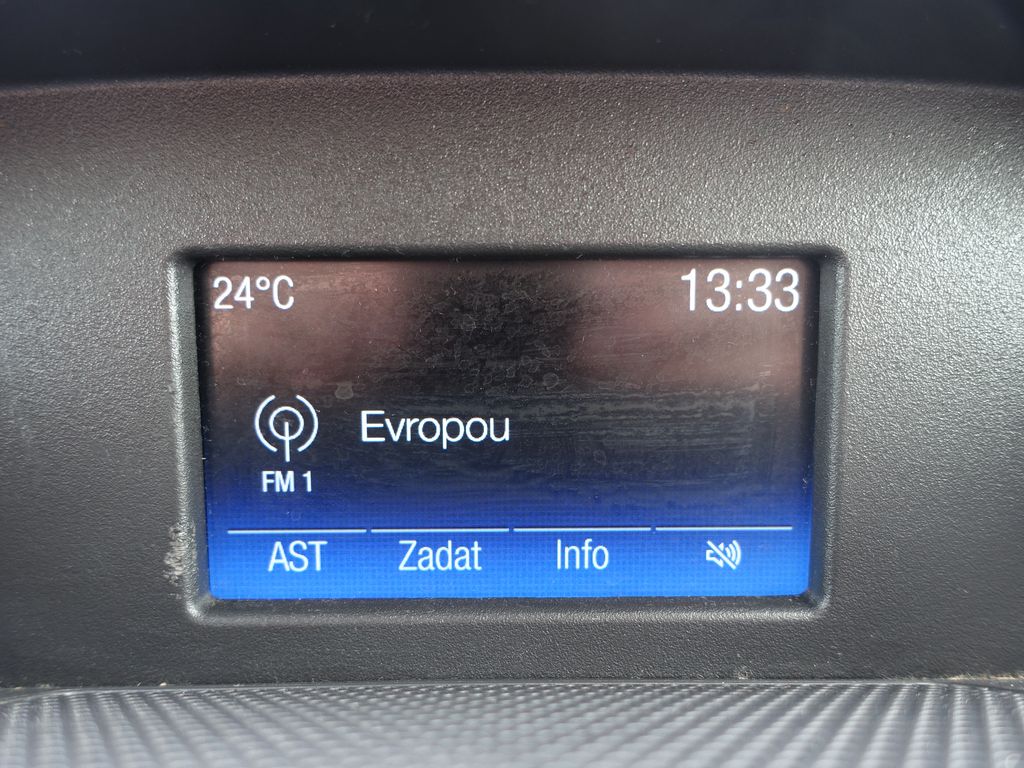 24°C 13:33
Evropou
FM 1
AST Zadat Info